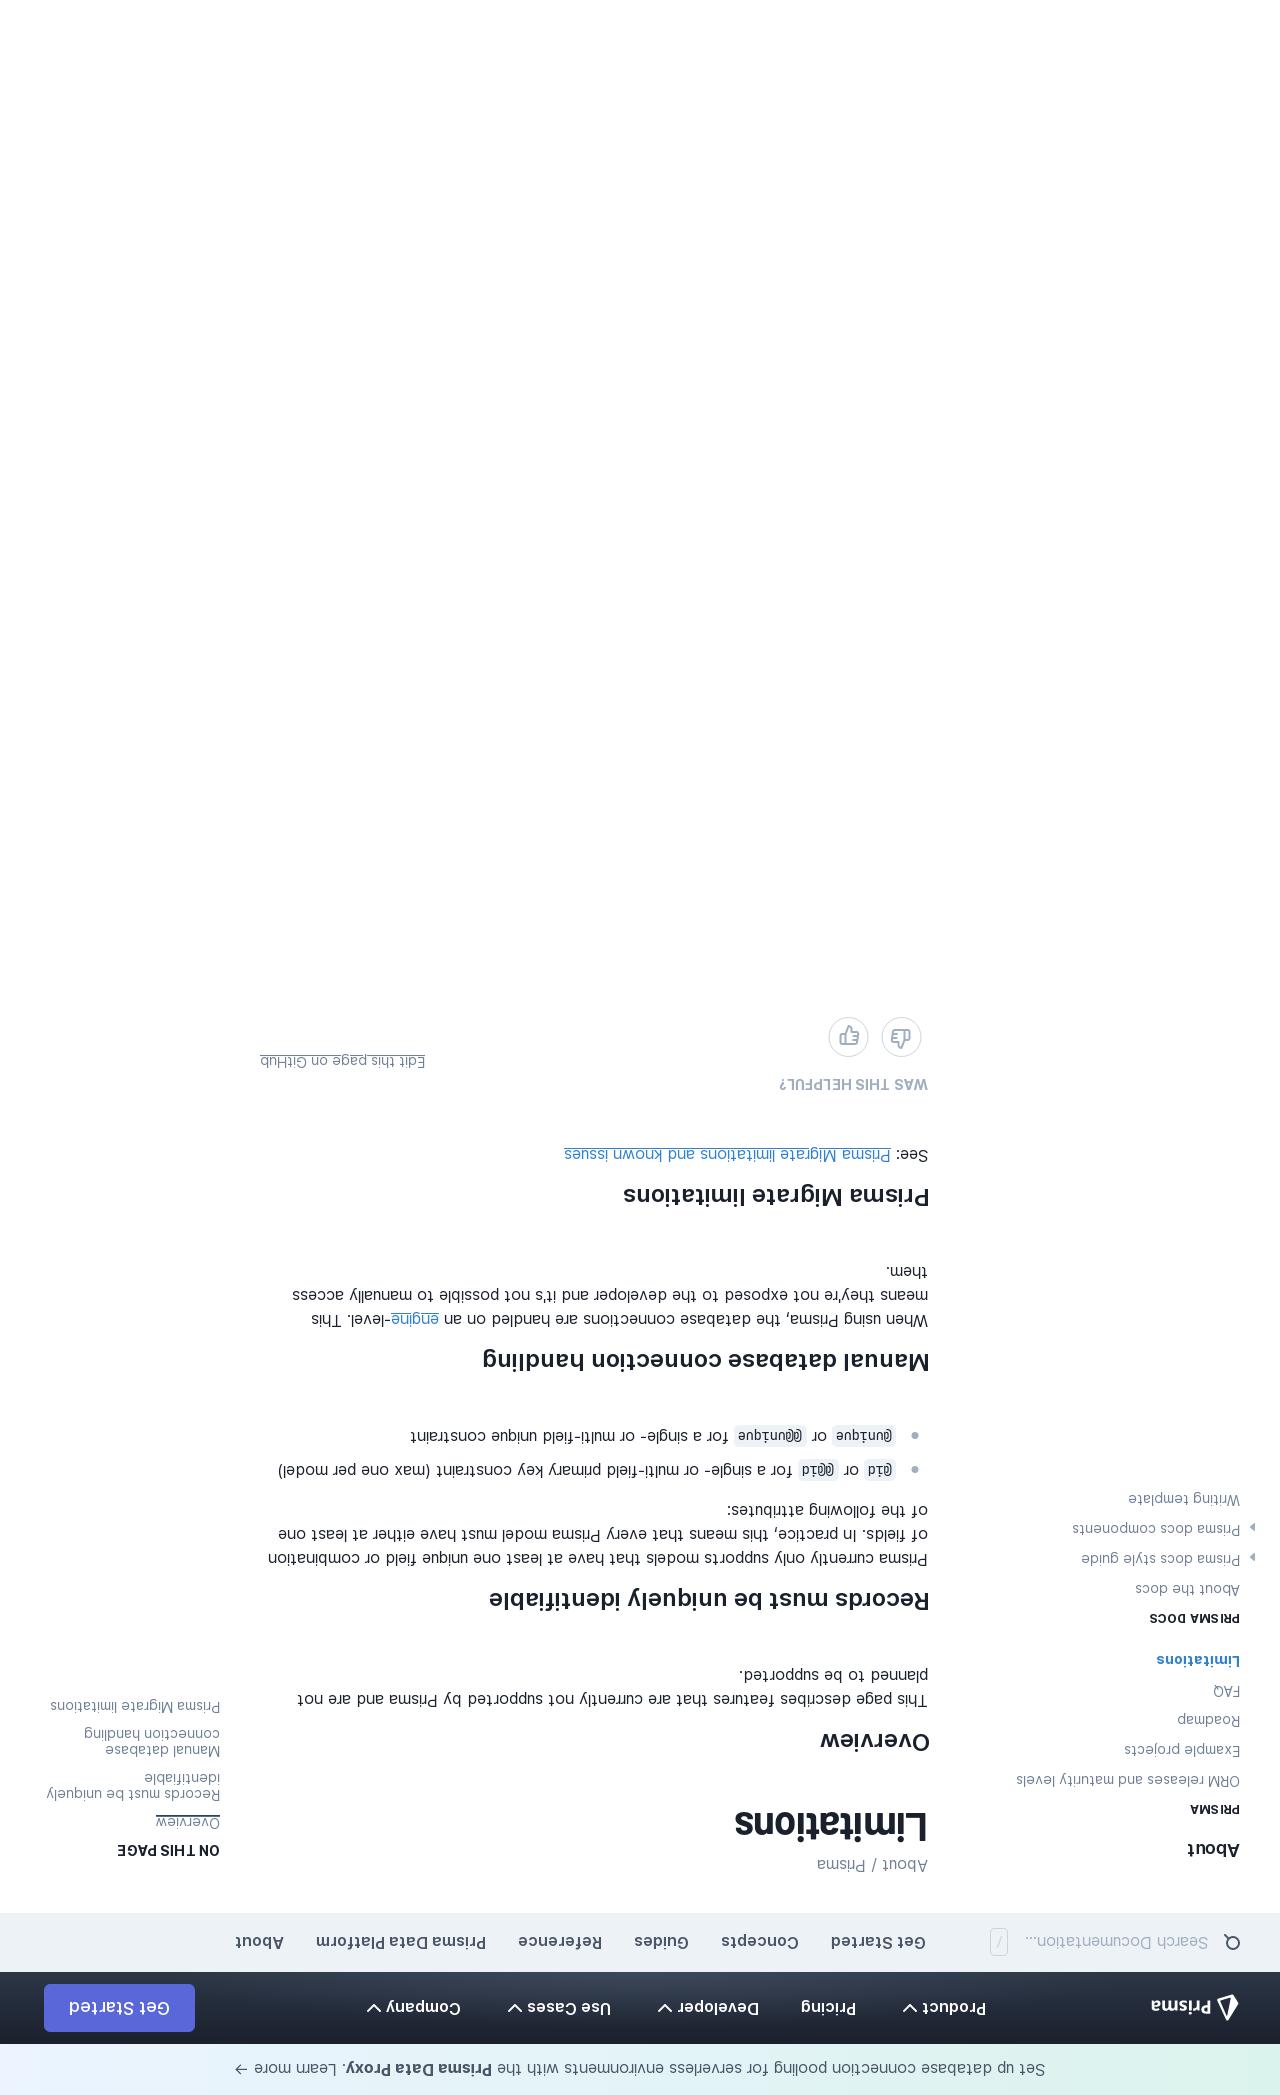 Set up database connection pooling for serverless environments with the Prisma Data Proxy. Learn more →
Prisma
Product
Pricing
Developer
Use Cases
Company
Get Started
Search Documentation... /
Get Started
Concepts
Guides
Reference
Prisma Data Platform
About
About
PRISMA
ORM releases and maturity levels
Example projects
Roadmap
FAQ
Limitations
PRISMA DOCS
About the docs
Prisma docs style guide
Prisma docs components
Writing template
About / Prisma
Limitations
Overview
This page describes features that are currently not supported by Prisma and are not
planned to be supported.
Records must be uniquely identifiable
Prisma currently only supports models that have at least one unique field or combination
of fields. In practice, this means that every Prisma model must have either at least one
of the following attributes:
@id or @@id for a single- or multi-field primary key constraint (max one per model)
@unique or @@unique for a single- or multi-field unique constraint
Manual database connection handling
When using Prisma, the database connections are handled on an engine-level. This
means they're not exposed to the developer and it's not possible to manually access
them.
Prisma Migrate limitations
See: Prisma Migrate limitations and known issues
WAS THIS HELPFUL?
Edit this page on GitHub
ON THIS PAGE
Overview
Records must be uniquely
identifiable
Manual database
connection handling
Prisma Migrate limitations